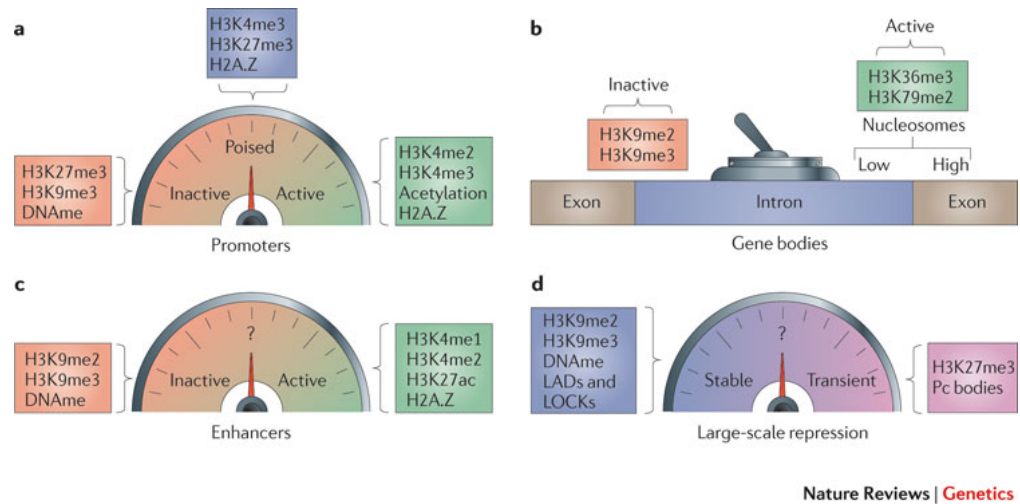 a
H3K4me3
H3K27me3
H2A.Z
Poised
Inactive
Active
H3K27me3
H3K9me3
DNAme
H3K4me2
H3K4me3
Acetylation
H2A.Z
Promoters
b
Active
H3K36me3
H3K79me2
Inactive
H3K9me2
H3K9me3
Nucleosomes
Low
High
Exon
Intron
Exon
Gene bodies
c
?
Inactive
Active
H3K9me2
H3K9me3
DNAme
H3K4me1
H3K4me2
H3K27ac
H2A.Z
Enhancers
d
H3K9me2
H3K9me3
DNAme
LADs and
LOCKs
?
Stable
Transient
H3K27me3
Pc bodies
Large-scale repression
Nature Reviews | Genetics